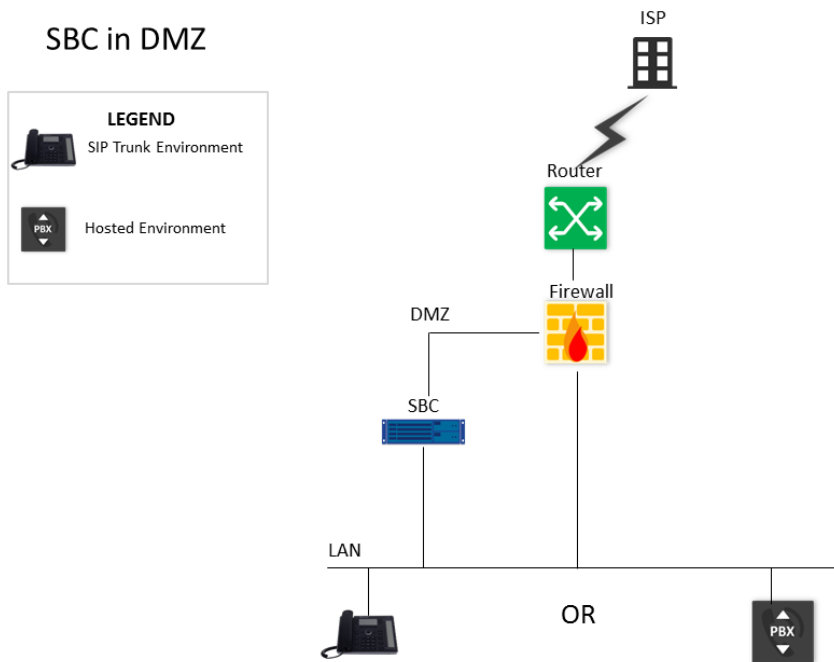 SBC in DMZ
LEGEND
SIP Trunk Environment
PBX
Hosted Environment
ISP
Router
Firewall
DMZ
SBC
LAN
OR
PBX